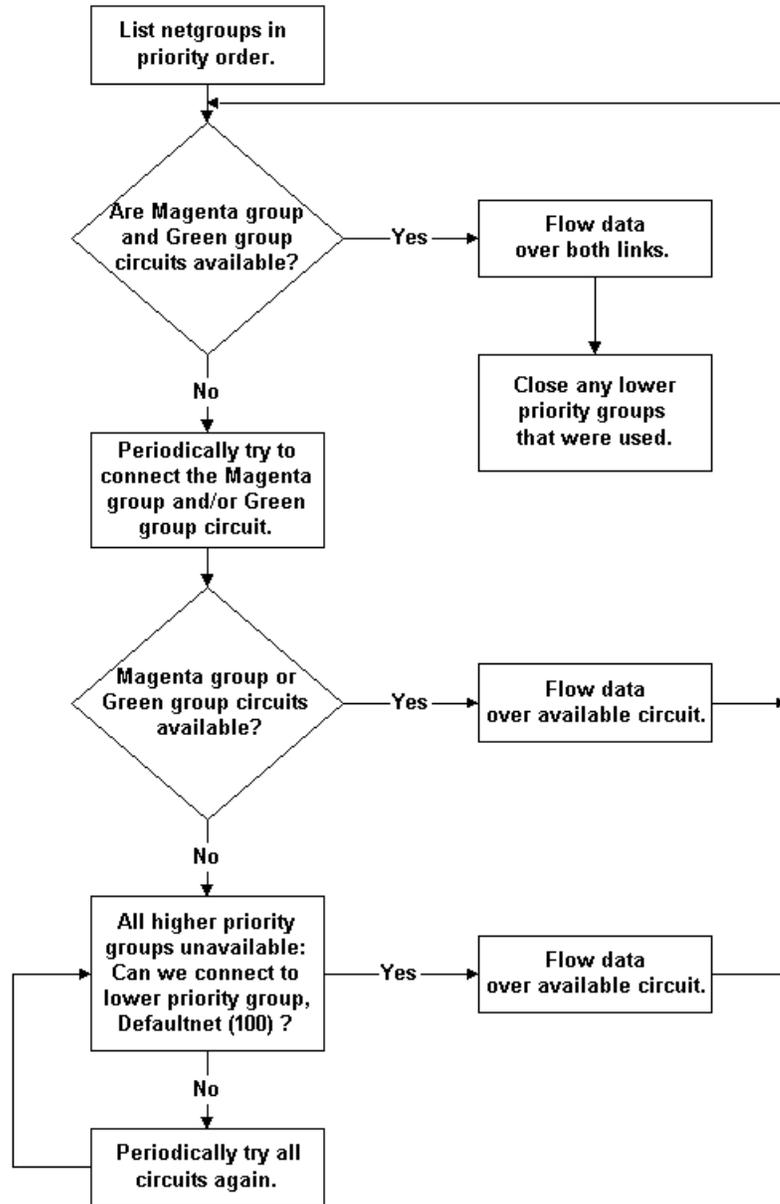 List netgroups in
priority order.
Are Magenta group
and Green group
circuits available?
Yes
Flow data
over both links.
Close any lower
priority groups
that were used.
No
Periodically try to
connect the Magenta
group and/or Green
group circuit.
Magenta group or
Green group circuits
available?
Yes
Flow data
over available circuit.
No
All higher priority
groups unavailable:
Can we connect to
lower priority group,
Defaultnet (100) ?
Yes
Flow data
over available circuit.
No
Periodically try all
circuits again.